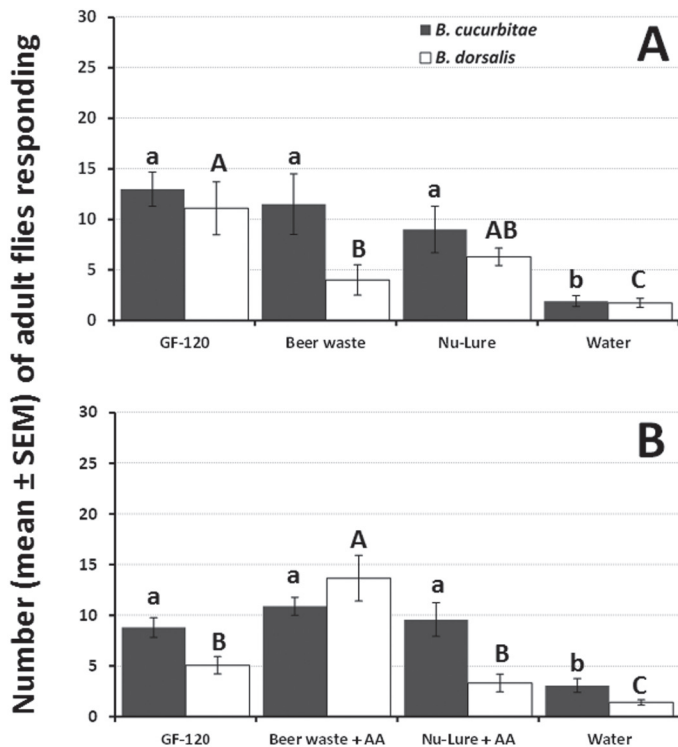 Number (mean ± SEM) of adult flies responding
30
25
20
15
10
5
0
B. cucurbitae
B. dorsalis
A
a
A
a
B
a
AB
b
C
GF-120
Beer waste
Nu-Lure
Water
30
25
20
15
10
5
0
B
a
B
a
A
a
B
b
C
GF-120
Beer waste + AA
Nu-Lure + AA
Water